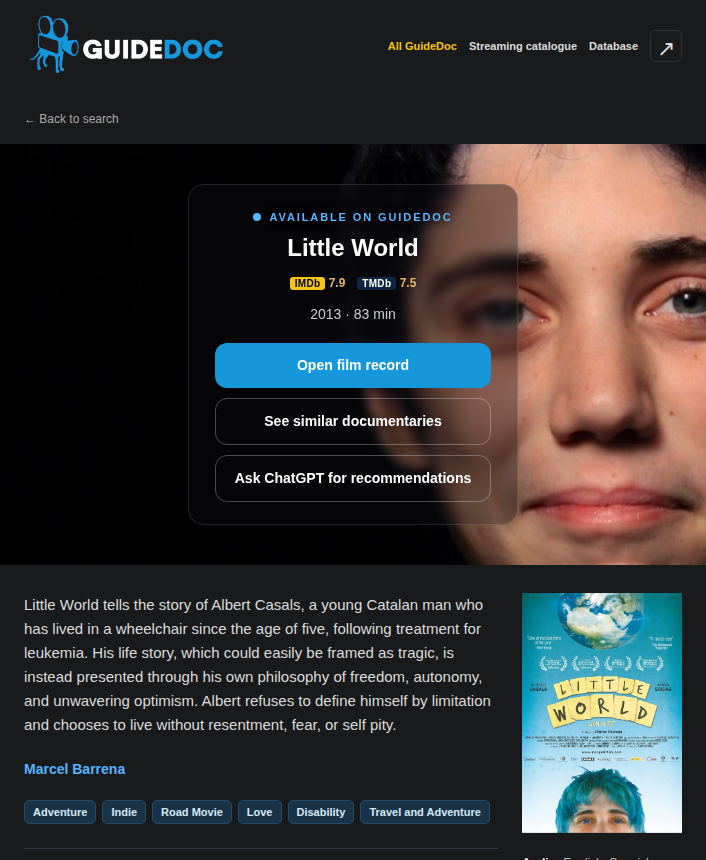 GUIDEDOC
All GuideDoc
Streaming catalogue
Database
↗
← Back to search
AVAILABLE ON GUIDEDOC
Little World
IMDb 7.9 TMDb 7.5
2013 · 83 min
Open film record
See similar documentaries
Ask ChatGPT for recommendations
Little World tells the story of Albert Casals, a young Catalan man who
has lived in a wheelchair since the age of five, following treatment for
leukemia. His life story, which could easily be framed as tragic, is
instead presented through his own philosophy of freedom, autonomy,
and unwavering optimism. Albert refuses to define himself by limitation
and chooses to live without resentment, fear, or self pity.
Marcel Barrena
Adventure
Indie
Road Movie
Love
Disability
Travel and Adventure
LITTLE
WORLD